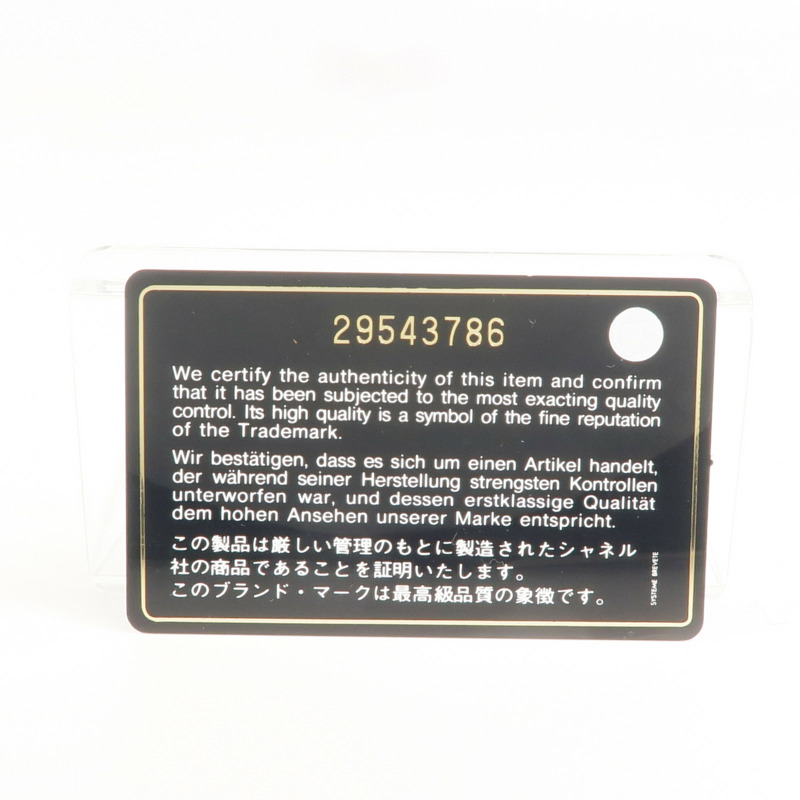 29543786
We certify the authenticity of this item and confirm
that it has been subjected to the most exacting quality
control. Its high quality is a symbol of the fine reputation
of the Trademark.
Wir bestätigen, dass es sich um einen Artikel handelt,
der während seiner Herstellung strengsten Kontrollen
unterworfen war, und dessen erstklassige Qualität
dem hohen Ansehen unserer Marke entspricht.
この製品は厳しい管理のもとに製造されたシャネル
社の商品であることを証明いたします。
このブランド・マークは最高級品質の象徴です。
SYSTEME BREVETE